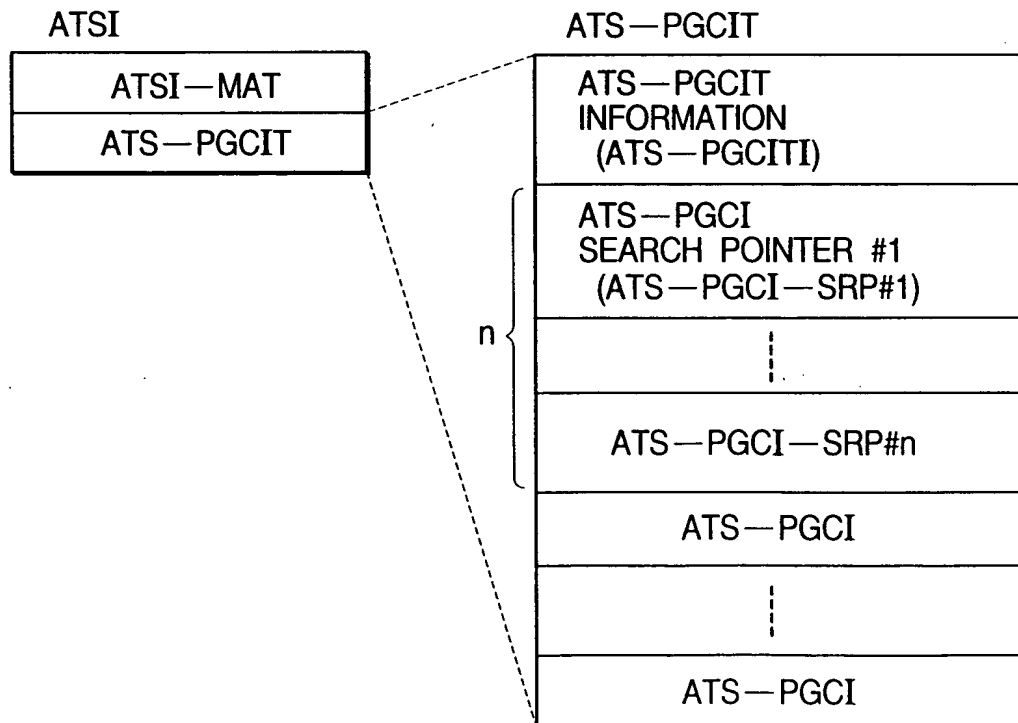 ATSI
ATSI—MAT
ATS—PGCIT
ATS—PGCIT
ATS—PGCIT
INFORMATION
(ATS—PGCITI)
ATS—PGCI
SEARCH POINTER #1
(ATS—PGCI—SRP#1)
n
ATS—PGCI—SRP#n
ATS—PGCI
ATS—PGCI